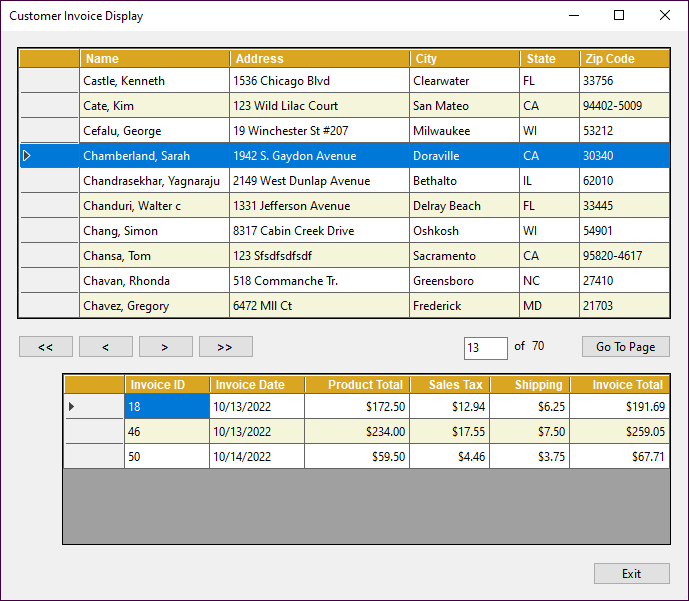 Customer Invoice Display
Name Address City State Zip Code
Castle, Kenneth 1536 Chicago Blvd Clearwater FL 33756
Cate, Kim 123 Wild Lilac Court San Mateo CA 94402-5009
Cefalu, George 19 Winchester St #207 Milwaukee WI 53212
Chamberland, Sarah 1942 S. Gaydon Avenue Doraville CA 30340
Chandrasekhar, Yagnaraju 2149 West Dunlap Avenue Bethalto IL 62010
Chanduri, Walter c 1331 Jefferson Avenue Delray Beach FL 33445
Chang, Simon 8317 Cabin Creek Drive Oshkosh WI 54901
Chansa, Tom 123 Sfsdfsdfsdf Sacramento CA 95820-4617
Chavan, Rhonda 518 Commanche Tr. Greensboro NC 27410
Chavez, Gregory 6472 Mll Ct Frederick MD 21703
<< < > >> 13 of 70 Go To Page
Invoice ID Invoice Date Product Total Sales Tax Shipping Invoice Total
18 10/13/2022 $172.50 $12.94 $6.25 $191.69
46 10/13/2022 $234.00 $17.55 $7.50 $259.05
50 10/14/2022 $59.50 $4.46 $3.75 $67.71
Exit